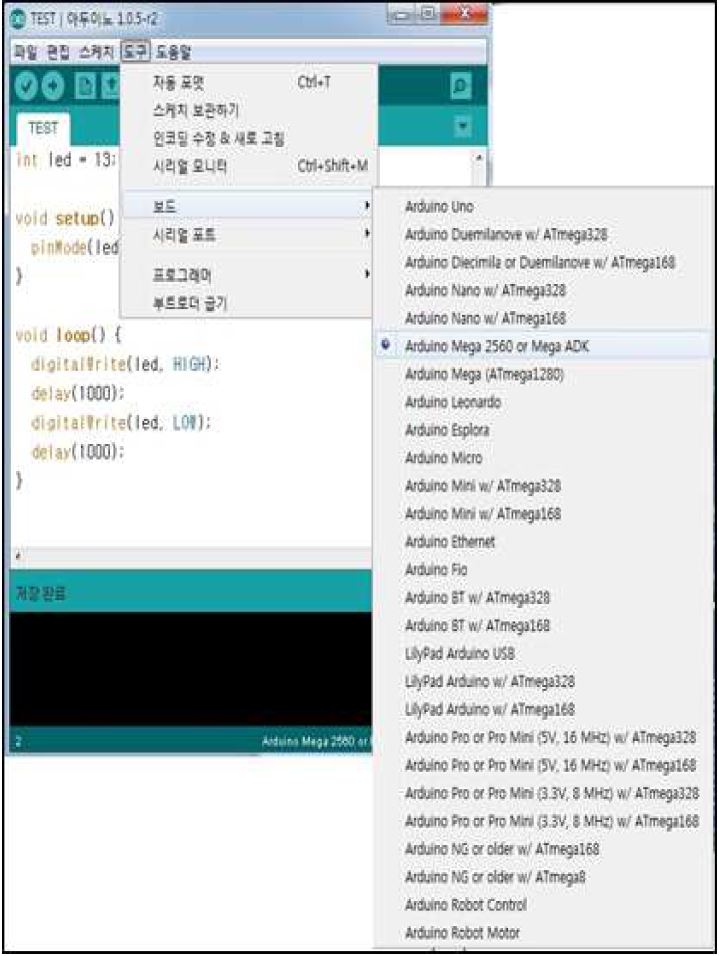 TEST | 아두이노 1.0.5-r2
파일 편집 스케치 도구 도움말
자동 포맷 Ctrl+T
스케치 보관하기
인코딩 수정 & 새로 고침
시리얼 모니터 Ctrl+Shift+M
보드
시리얼 포트
프로그래머
부트로더 굽기
TEST
int led = 13;
void setup()
pinMode(led
}
void loop() {
digitalWrite(led, HIGH);
delay(1000);
digitalWrite(led, LOW);
delay(1000);
}
저장 완료
2 Arduino Mega 2560 or
Arduino Uno
Arduino Duemilanove w/ ATmega328
Arduino Diecimila or Duemilanove w/ ATmega168
Arduino Nano w/ ATmega328
Arduino Nano w/ ATmega168
Arduino Mega 2560 or Mega ADK
Arduino Mega (ATmega1280)
Arduino Leonardo
Arduino Esplora
Arduino Micro
Arduino Mini w/ ATmega328
Arduino Mini w/ ATmega168
Arduino Ethernet
Arduino Fio
Arduino BT w/ ATmega328
Arduino BT w/ ATmega168
LilyPad Arduino USB
LilyPad Arduino w/ ATmega328
LilyPad Arduino w/ ATmega168
Arduino Pro or Pro Mini (5V, 16 MHz) w/ ATmega328
Arduino Pro or Pro Mini (5V, 16 MHz) w/ ATmega168
Arduino Pro or Pro Mini (3.3V, 8 MHz) w/ ATmega328
Arduino Pro or Pro Mini (3.3V, 8 MHz) w/ ATmega168
Arduino NG or older w/ ATmega168
Arduino NG or older w/ ATmega8
Arduino Robot Control
Arduino Robot Motor